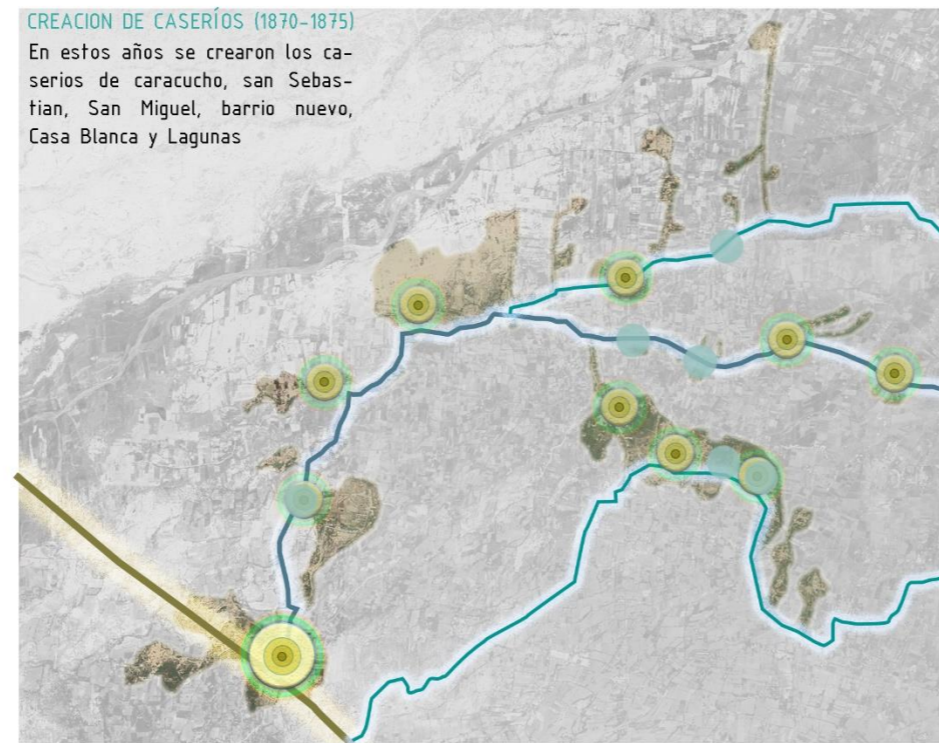 CREACION DE CASERÍOS (1870-1875)
En estos años se crearon los ca-
serios de caracucho, san Sebas-
tian, San Miguel, barrio nuevo,
Casa Blanca y Lagunas